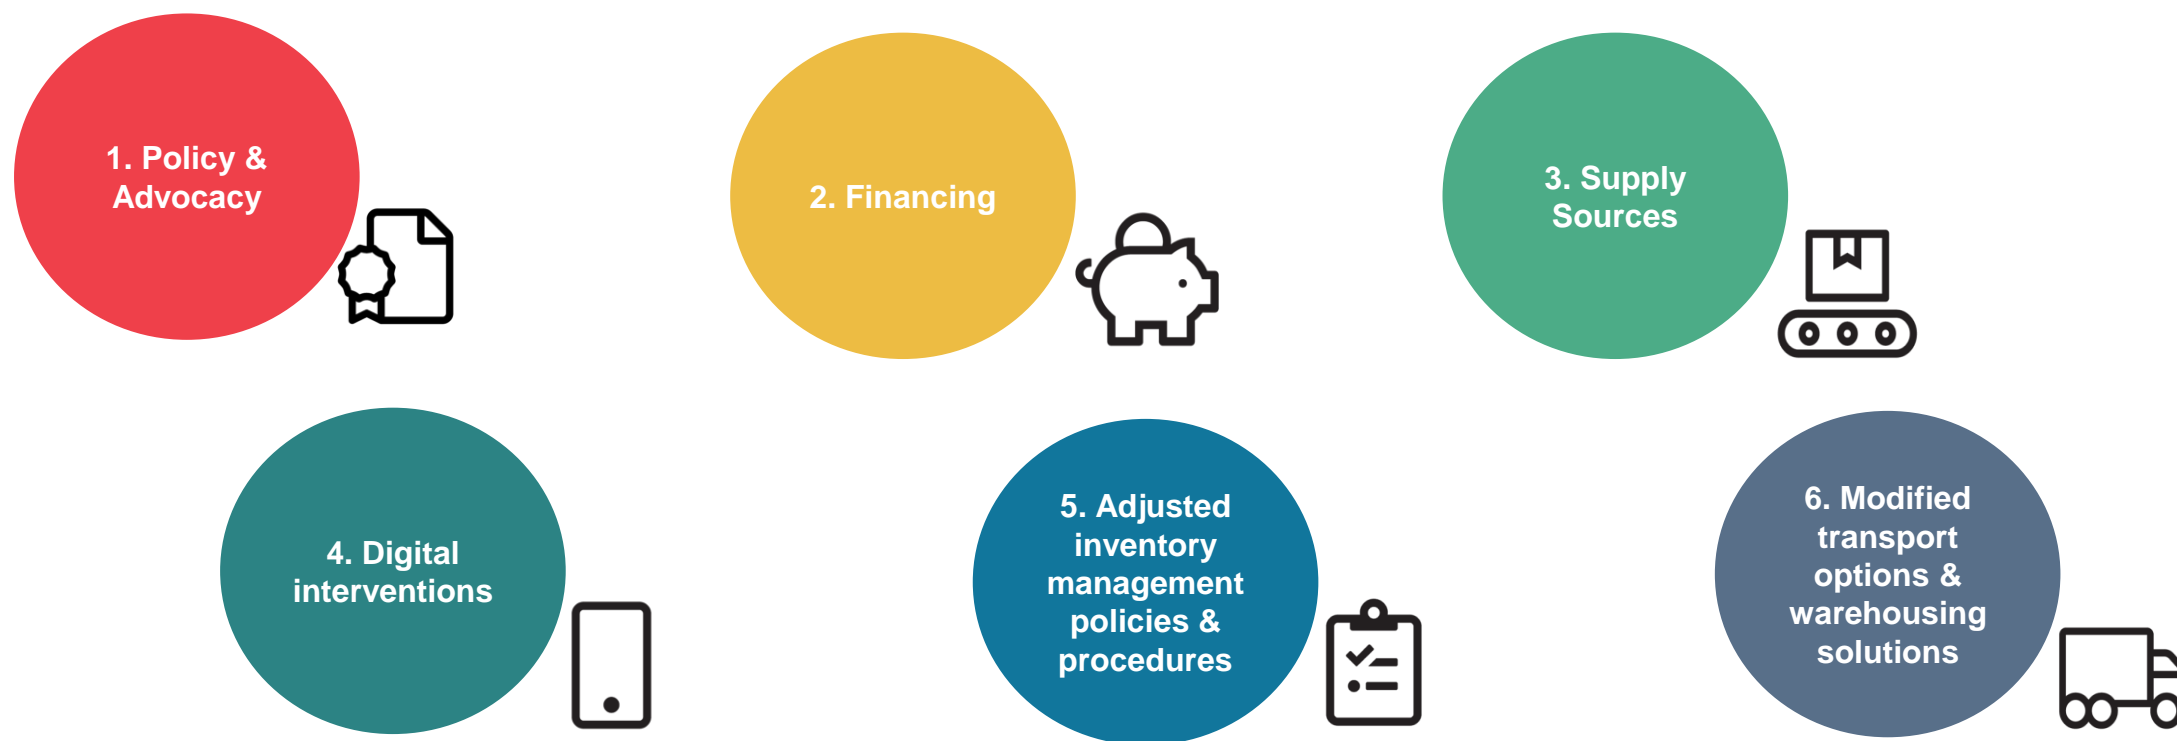 1. Policy &
Advocacy
2. Financing
3. Supply
Sources
4. Digital
interventions
5. Adjusted
inventory
management
policies &
procedures
6. Modified
transport
options &
warehousing
solutions